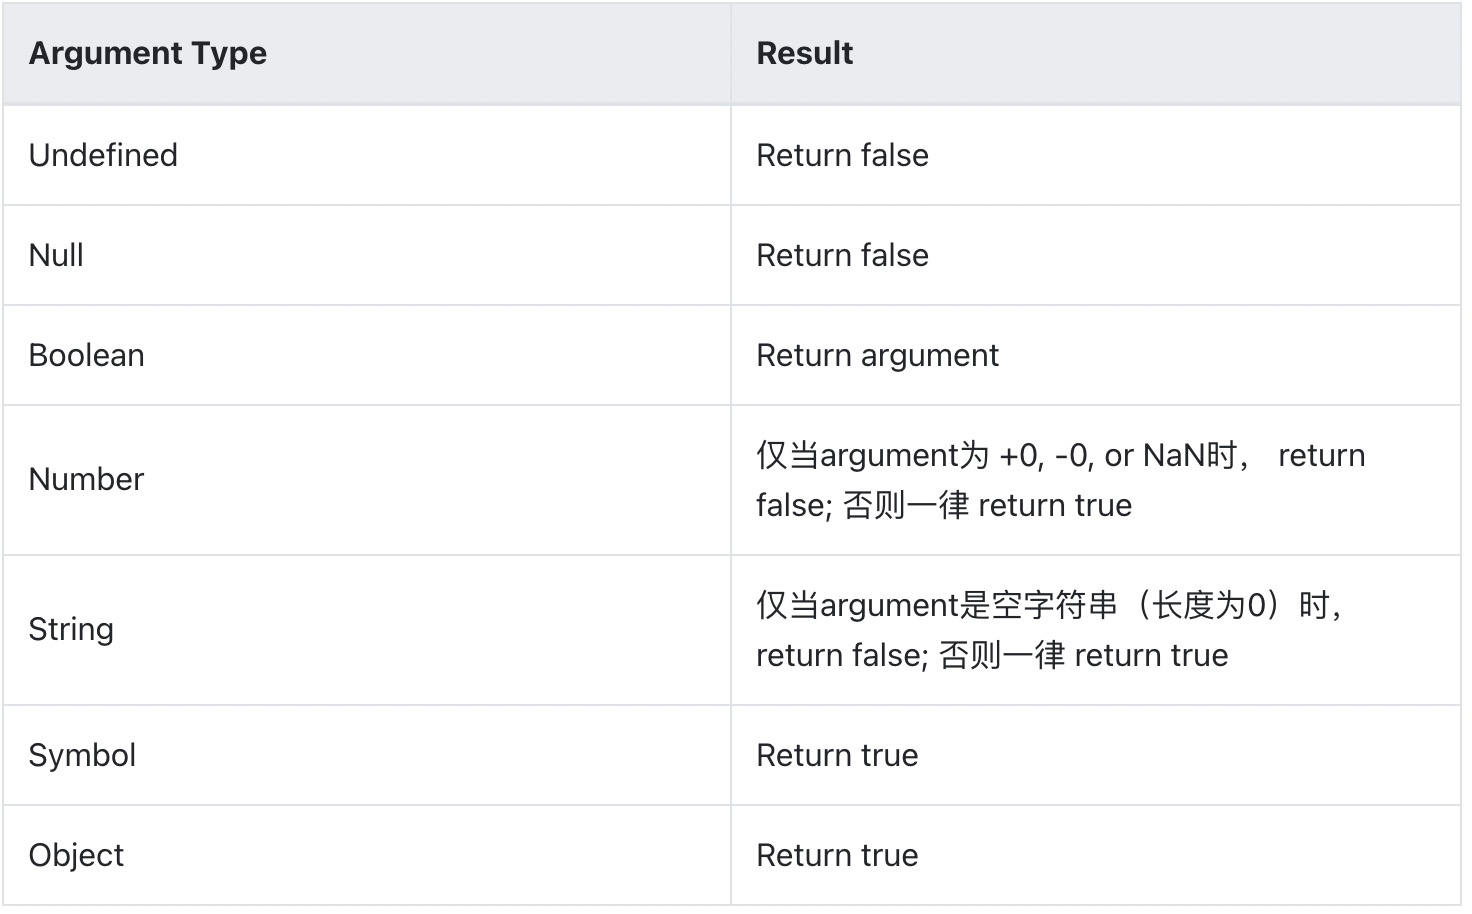 Argument Type Result
Undefined Return false
Null Return false
Boolean Return argument
Number 仅当argument为 +0, -0, or NaN时， return
false; 否则一律 return true
String 仅当argument是空字符串（长度为0）时，
return false; 否则一律 return true
Symbol Return true
Object Return true